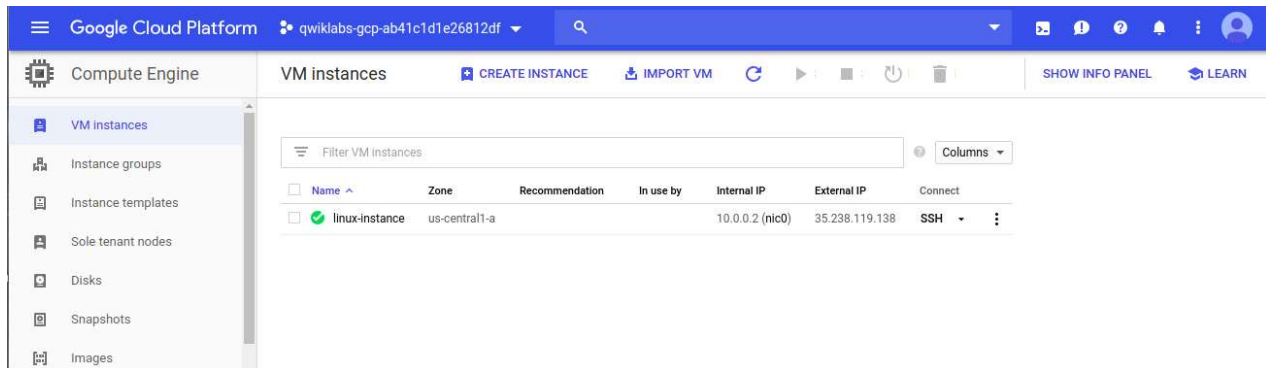 Google Cloud Platform qwiklabs-gcp-ab41c1d1e26812df
Compute Engine VM instances CREATE INSTANCE IMPORT VM SHOW INFO PANEL LEARN
VM instances
Instance groups
Instance templates
Sole tenant nodes
Disks
Snapshots
Images
Filter VM instances Columns
Name Zone Recommendation In use by Internal IP External IP Connect
linux-instance us-central1-a 10.0.0.2 (nic0) 35.238.119.138 SSH